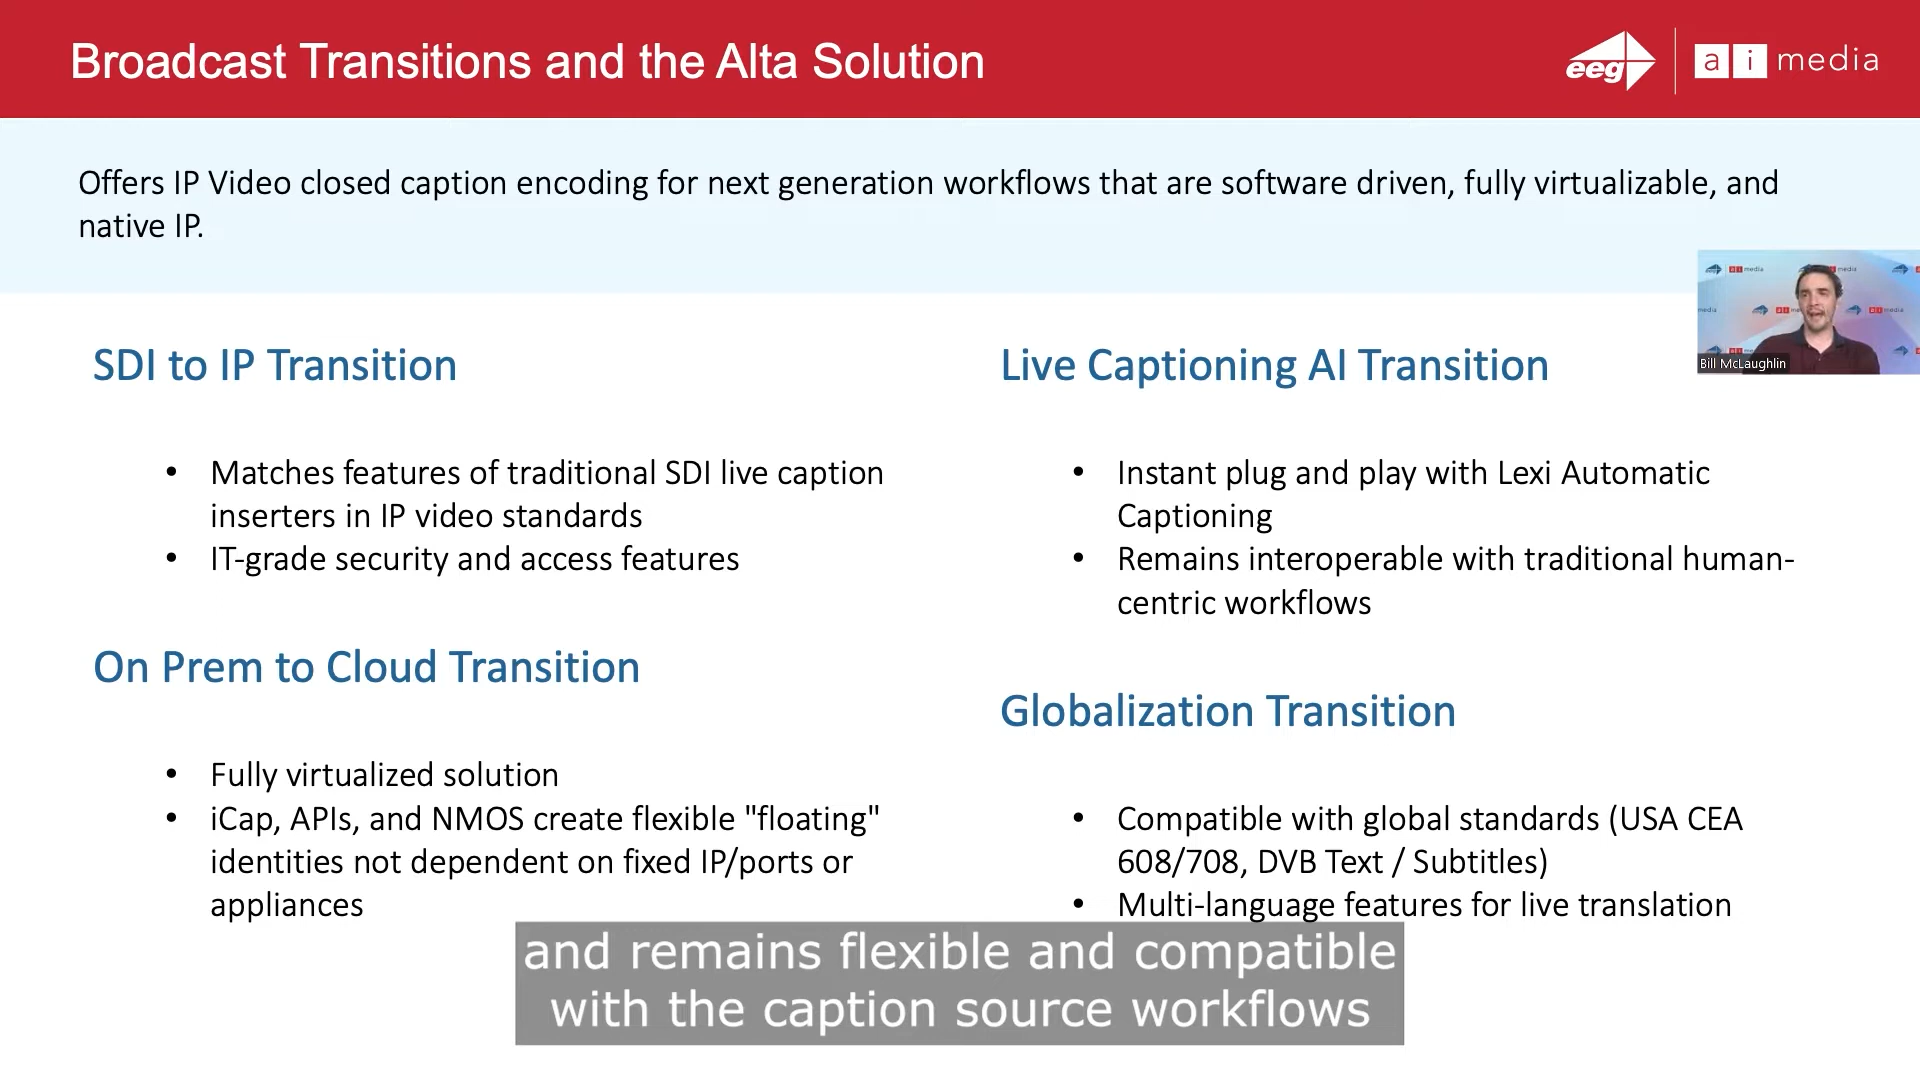 Broadcast Transitions and the Alta Solution
eeg
ai media
Offers IP Video closed caption encoding for next generation workflows that are software driven, fully virtualizable, and
native IP.
Bill McLaughlin
SDI to IP Transition
• Matches features of traditional SDI live caption
inserters in IP video standards
• IT-grade security and access features
On Prem to Cloud Transition
• Fully virtualized solution
• iCap, APIs, and NMOS create flexible "floating"
identities not dependent on fixed IP/ports or
appliances
Live Captioning AI Transition
• Instant plug and play with Lexi Automatic
Captioning
• Remains interoperable with traditional human-
centric workflows
Globalization Transition
• Compatible with global standards (USA CEA
608/708, DVB Text / Subtitles)
• Multi-language features for live translation
and remains flexible and compatible
with the caption source workflows